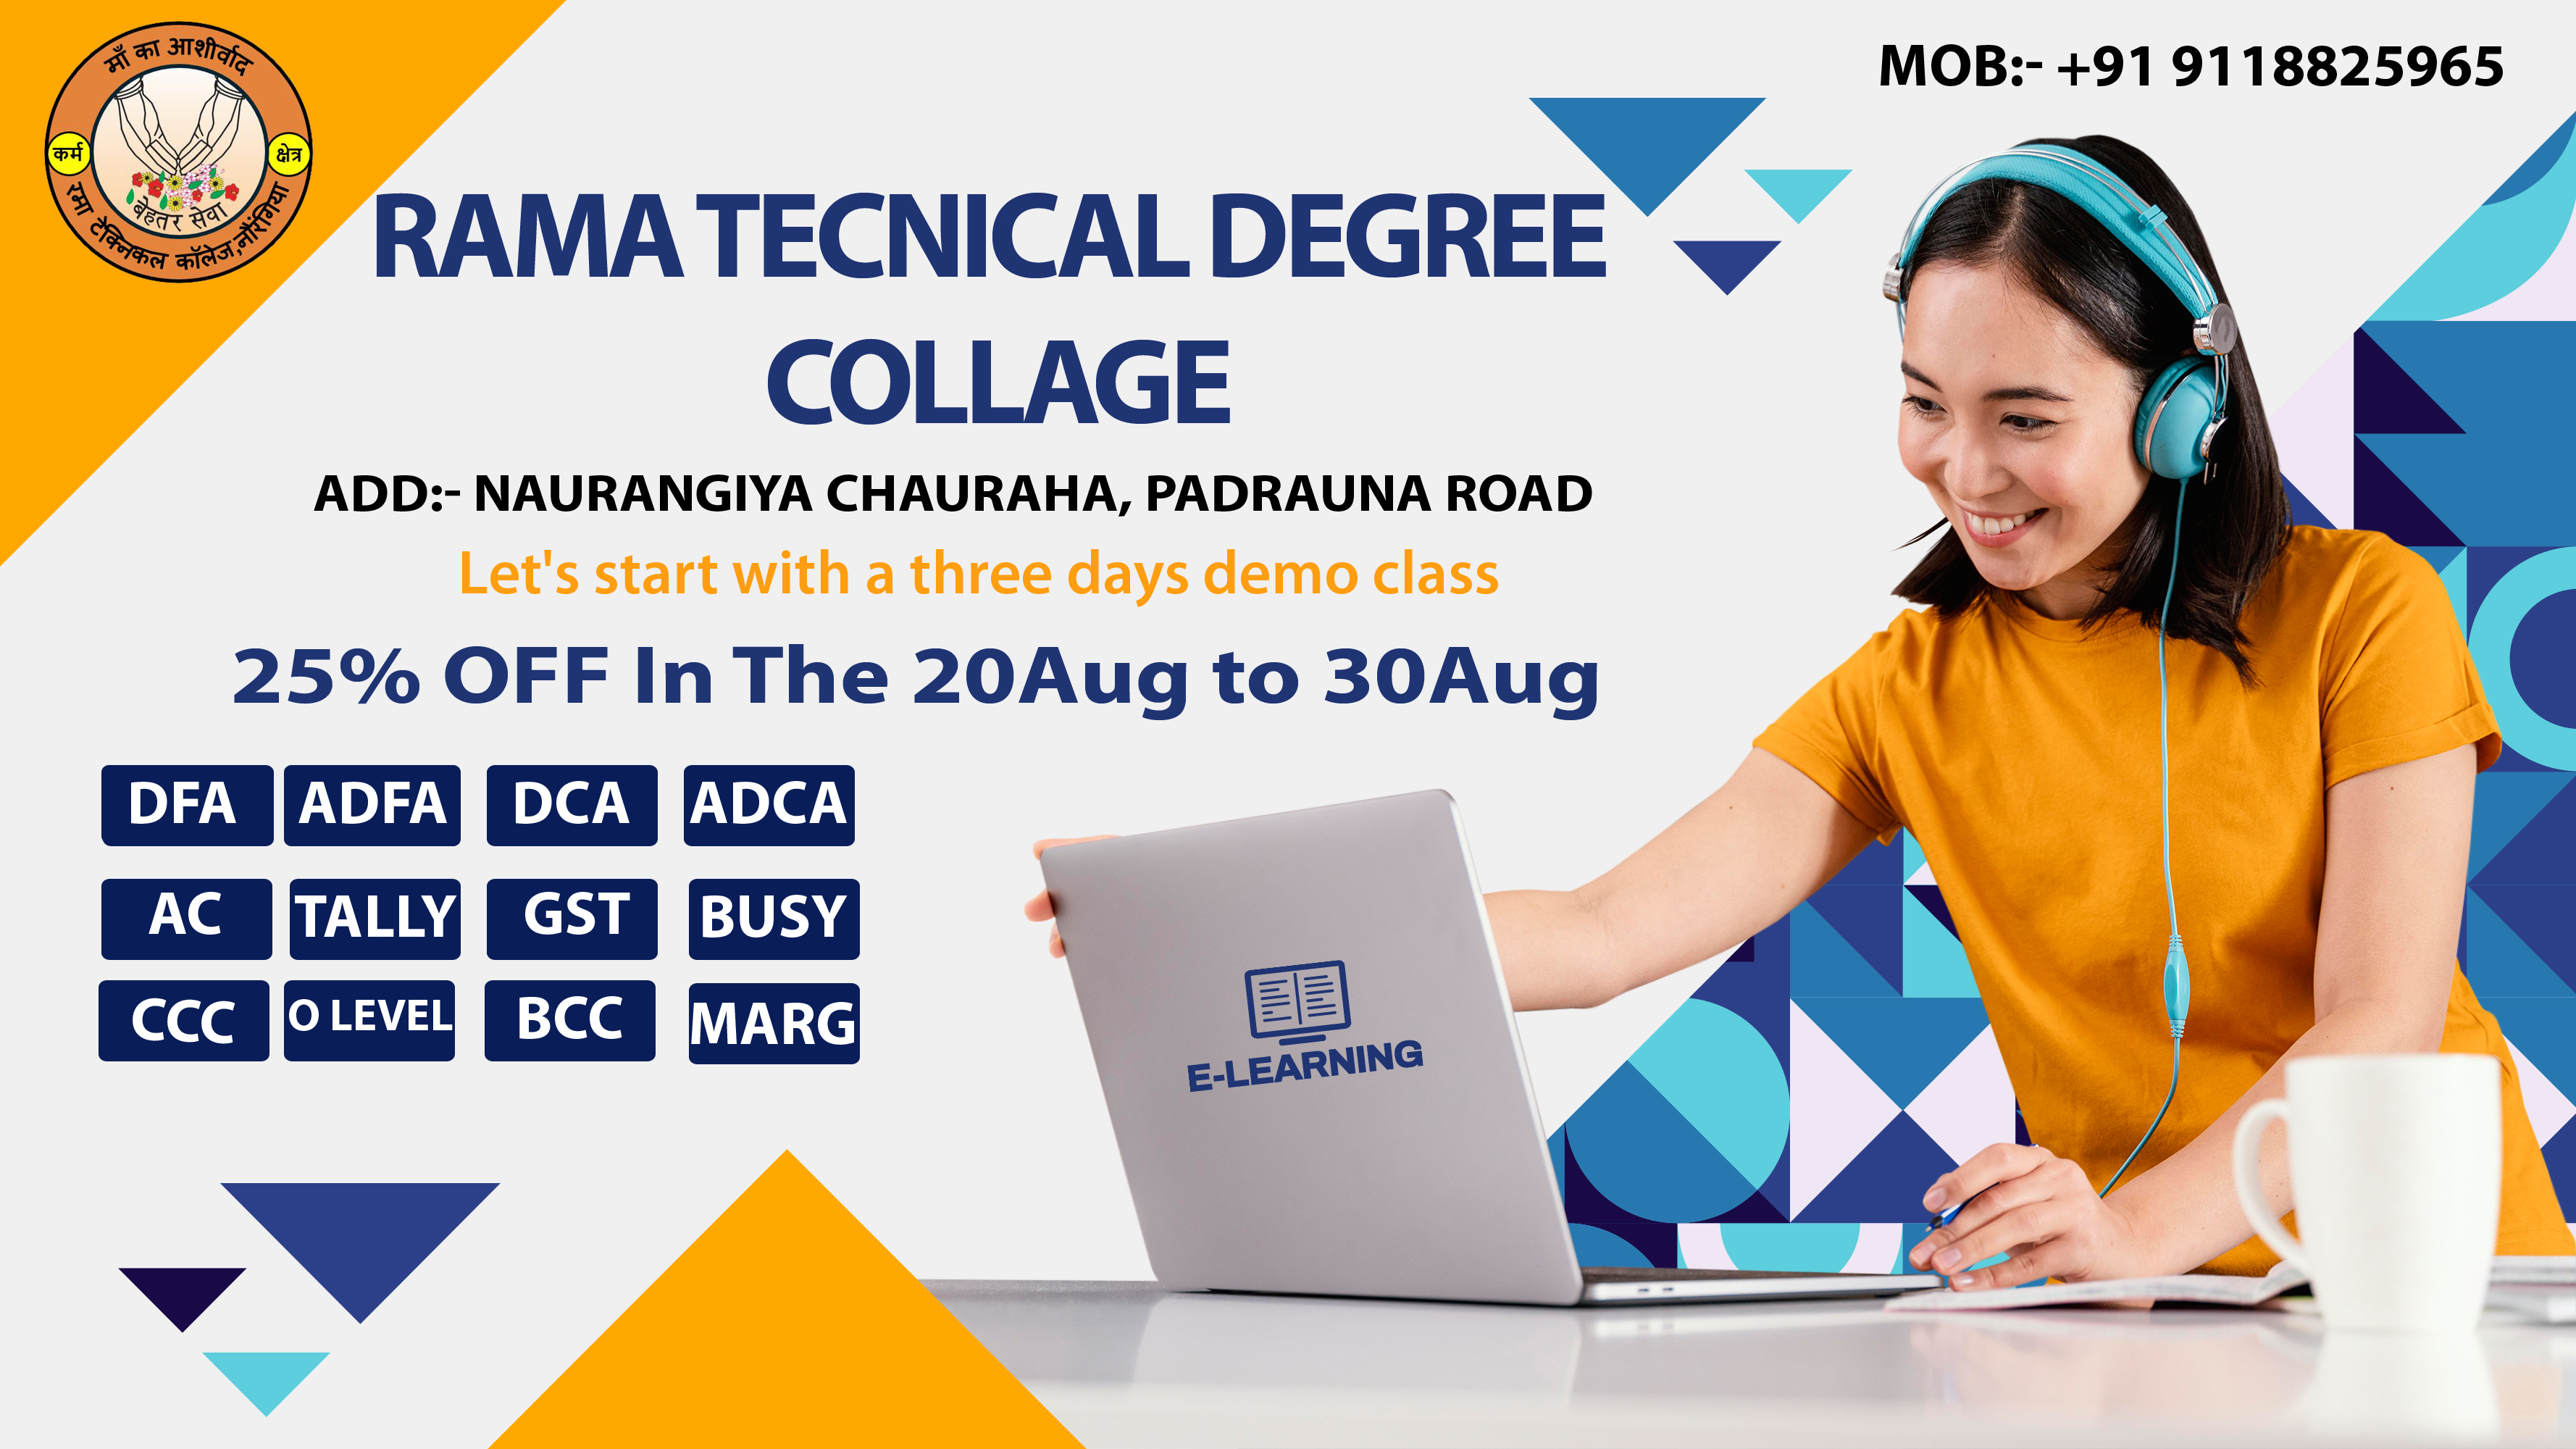 माँ का आशीर्वाद
कर्म
क्षेत्र
बेहतर सेवा
रमा टैक्निकल कॉलेज,नौरंगिया
MOB:- +91 9118825965
RAMA TECNICAL DEGREE
COLLAGE
ADD:- NAURANGIYA CHAURAHA, PADRAUNA ROAD
Let's start with a three days demo class
25% OFF In The 20Aug to 30Aug
DFA ADFA DCA ADCA
AC TALLY GST BUSY
CCC O LEVEL BCC MARG
E-LEARNING